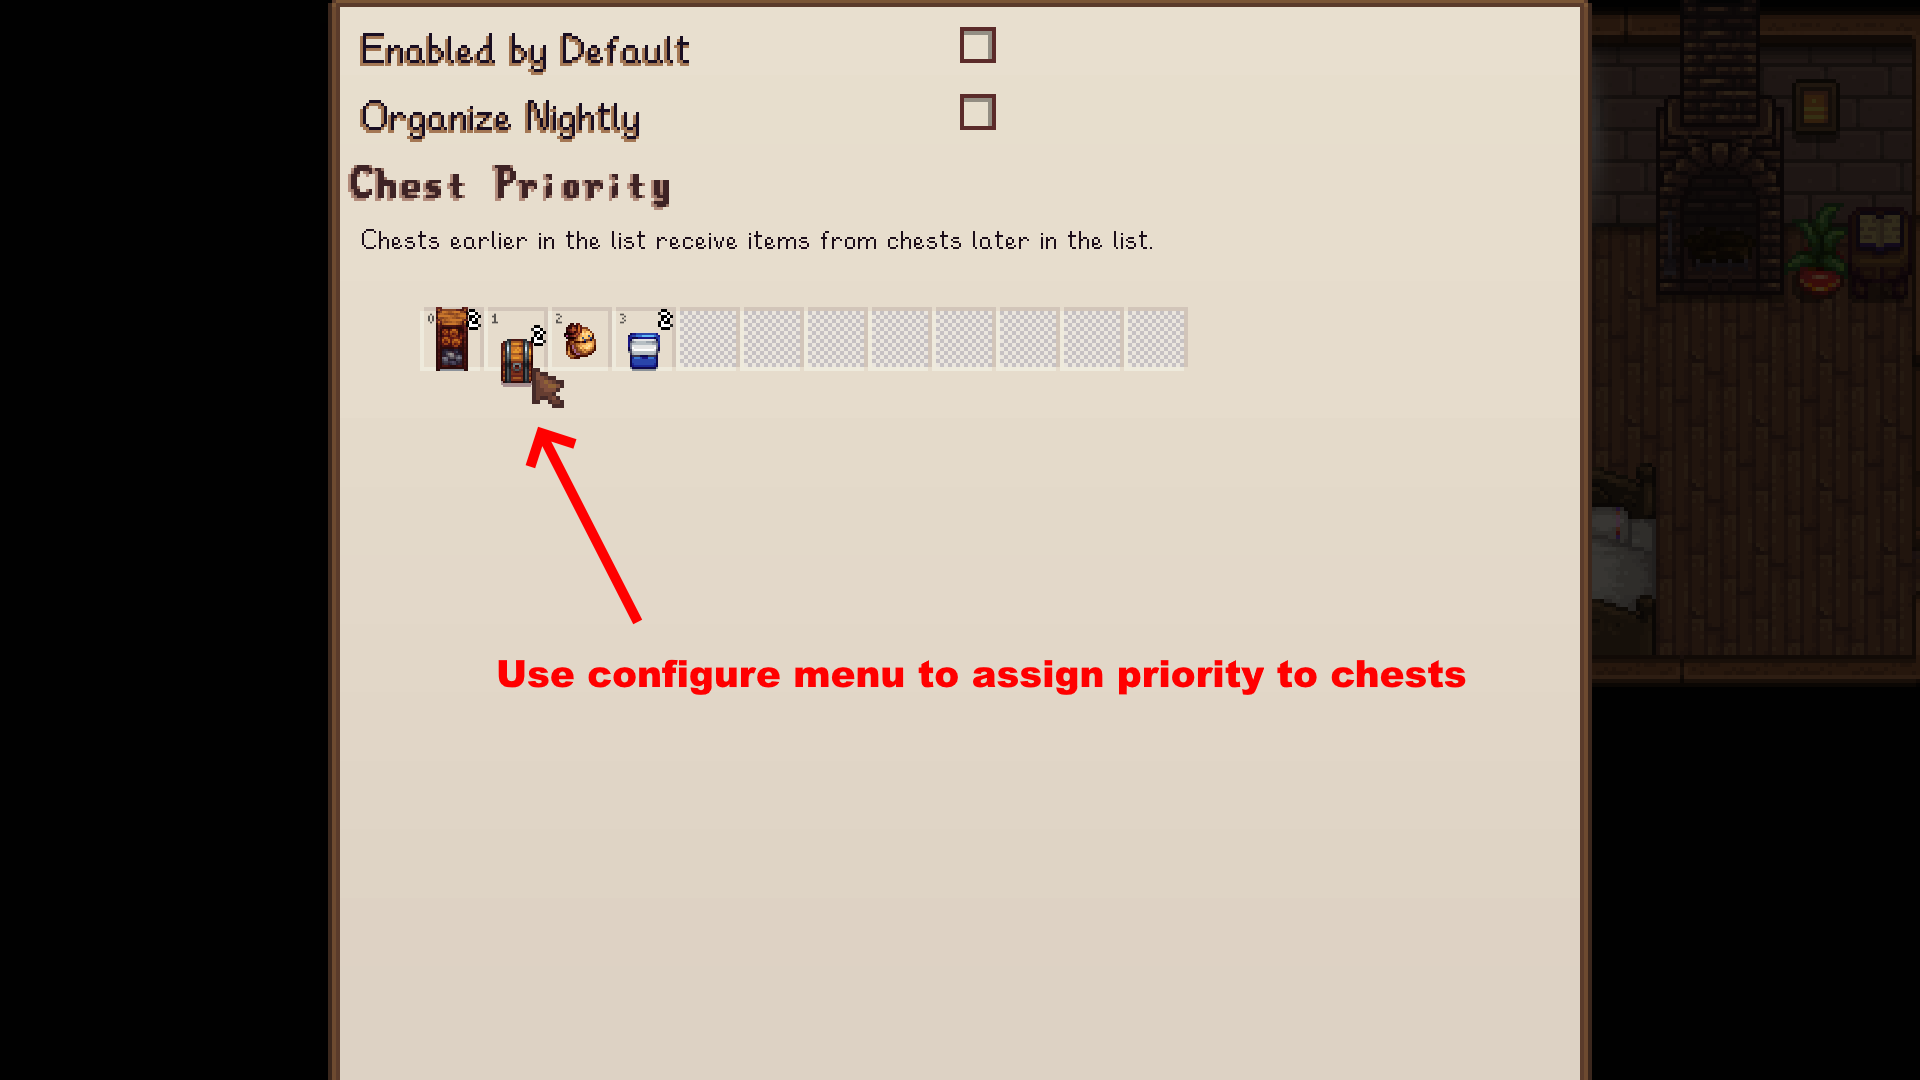 Enabled by Default
Organize Nightly
Chest Priority
Chests earlier in the list receive items from chests later in the list.
0 1 2 3
Use configure menu to assign priority to chests